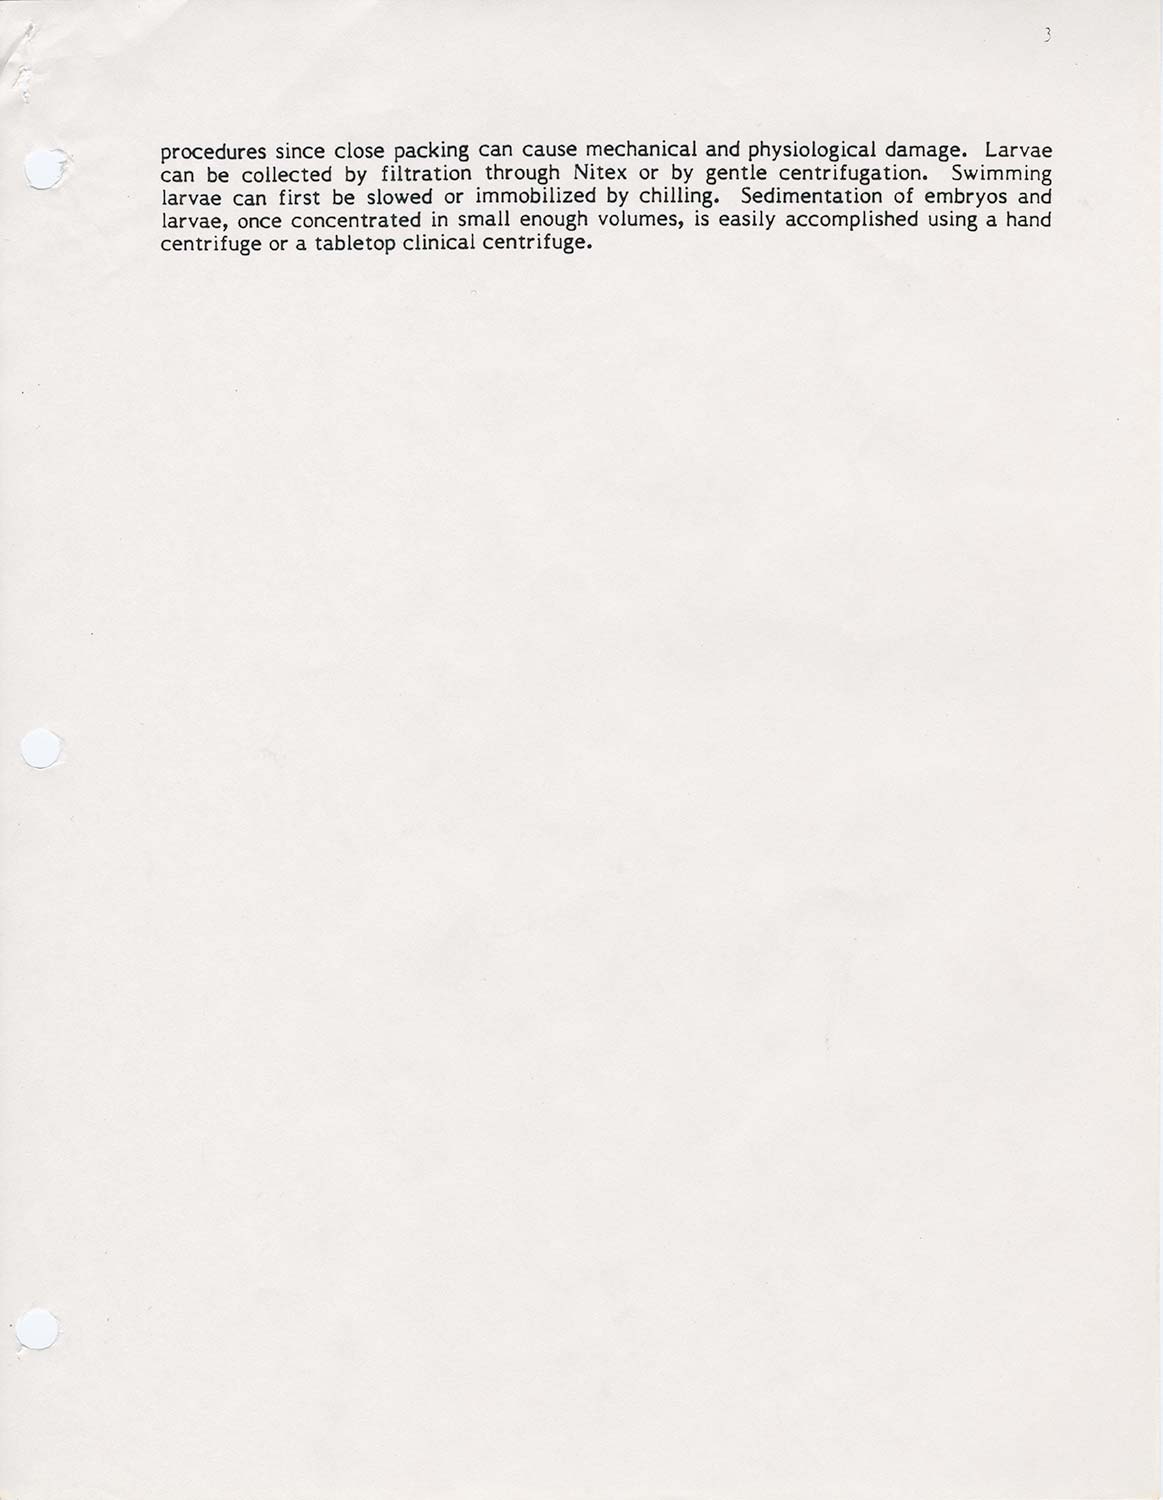 3
procedures since close packing can cause mechanical and physiological damage. Larvae
can be collected by filtration through Nitex or by gentle centrifugation. Swimming
larvae can first be slowed or immobilized by chilling. Sedimentation of embryos and
larvae, once concentrated in small enough volumes, is easily accomplished using a hand
centrifuge or a tabletop clinical centrifuge.